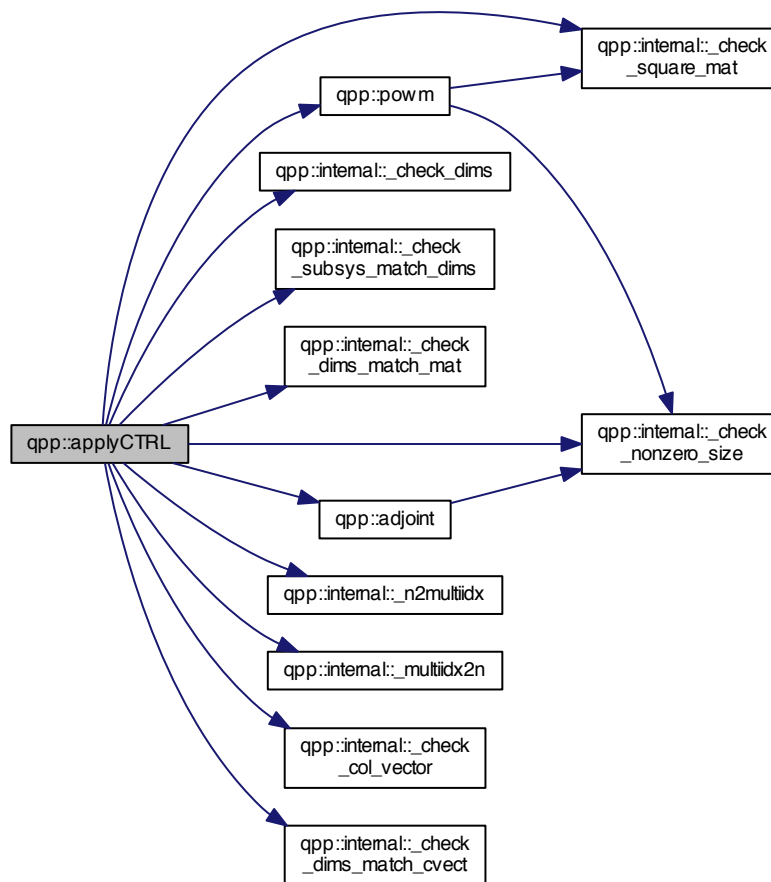 qpp::internal::_check
_square_mat
qpp::powm
qpp::internal::_check_dims
qpp::internal::_check
_subsys_match_dims
qpp::internal::_check
_dims_match_mat
qpp::applyCTRL
qpp::internal::_check
_nonzero_size
qpp::adjoint
qpp::internal::_n2multiidx
qpp::internal::_multiidx2n
qpp::internal::_check
_col_vector
qpp::internal::_check
_dims_match_cvect